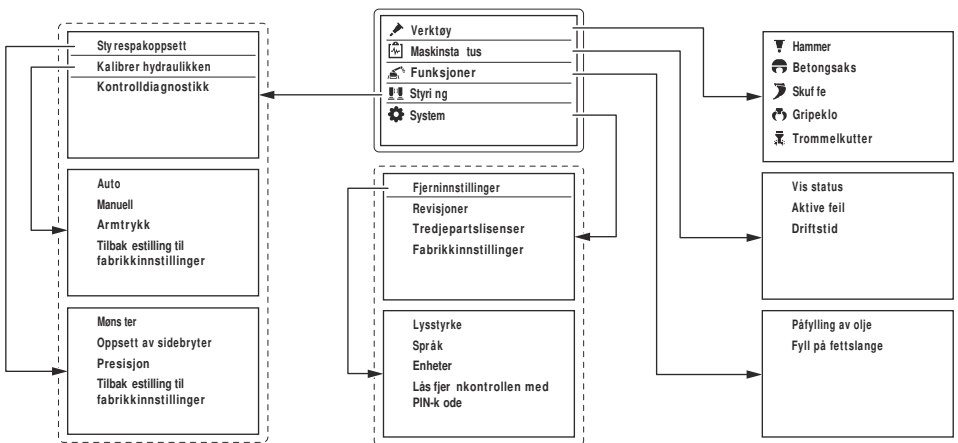 Styrespakoppsett
Kalibrer hydraulikken
Kontrolldiagnostikk
Auto
Manuell
Armtrykk
Tilbak estilling til
fabrikkinnstillinger
Møns ter
Oppsett av sidebryter
Presisjon
Tilbak estilling til
fabrikkinnstillinger
Verktøy
Maskinsta tus
Funksjoner
Styri ng
System
Fjerninnstillinger
Revisjoner
Tredjepartslisenser
Fabrikkinnstillinger
Lysstyrke
Språk
Enheter
Lås fjer nkontrollen med
PIN-k ode
Hammer
Betongsaks
Skuf fe
Gripeklo
Trommelkutter
Vis status
Aktive feil
Driftstid
Påfylling av olje
Fyll på fettslange